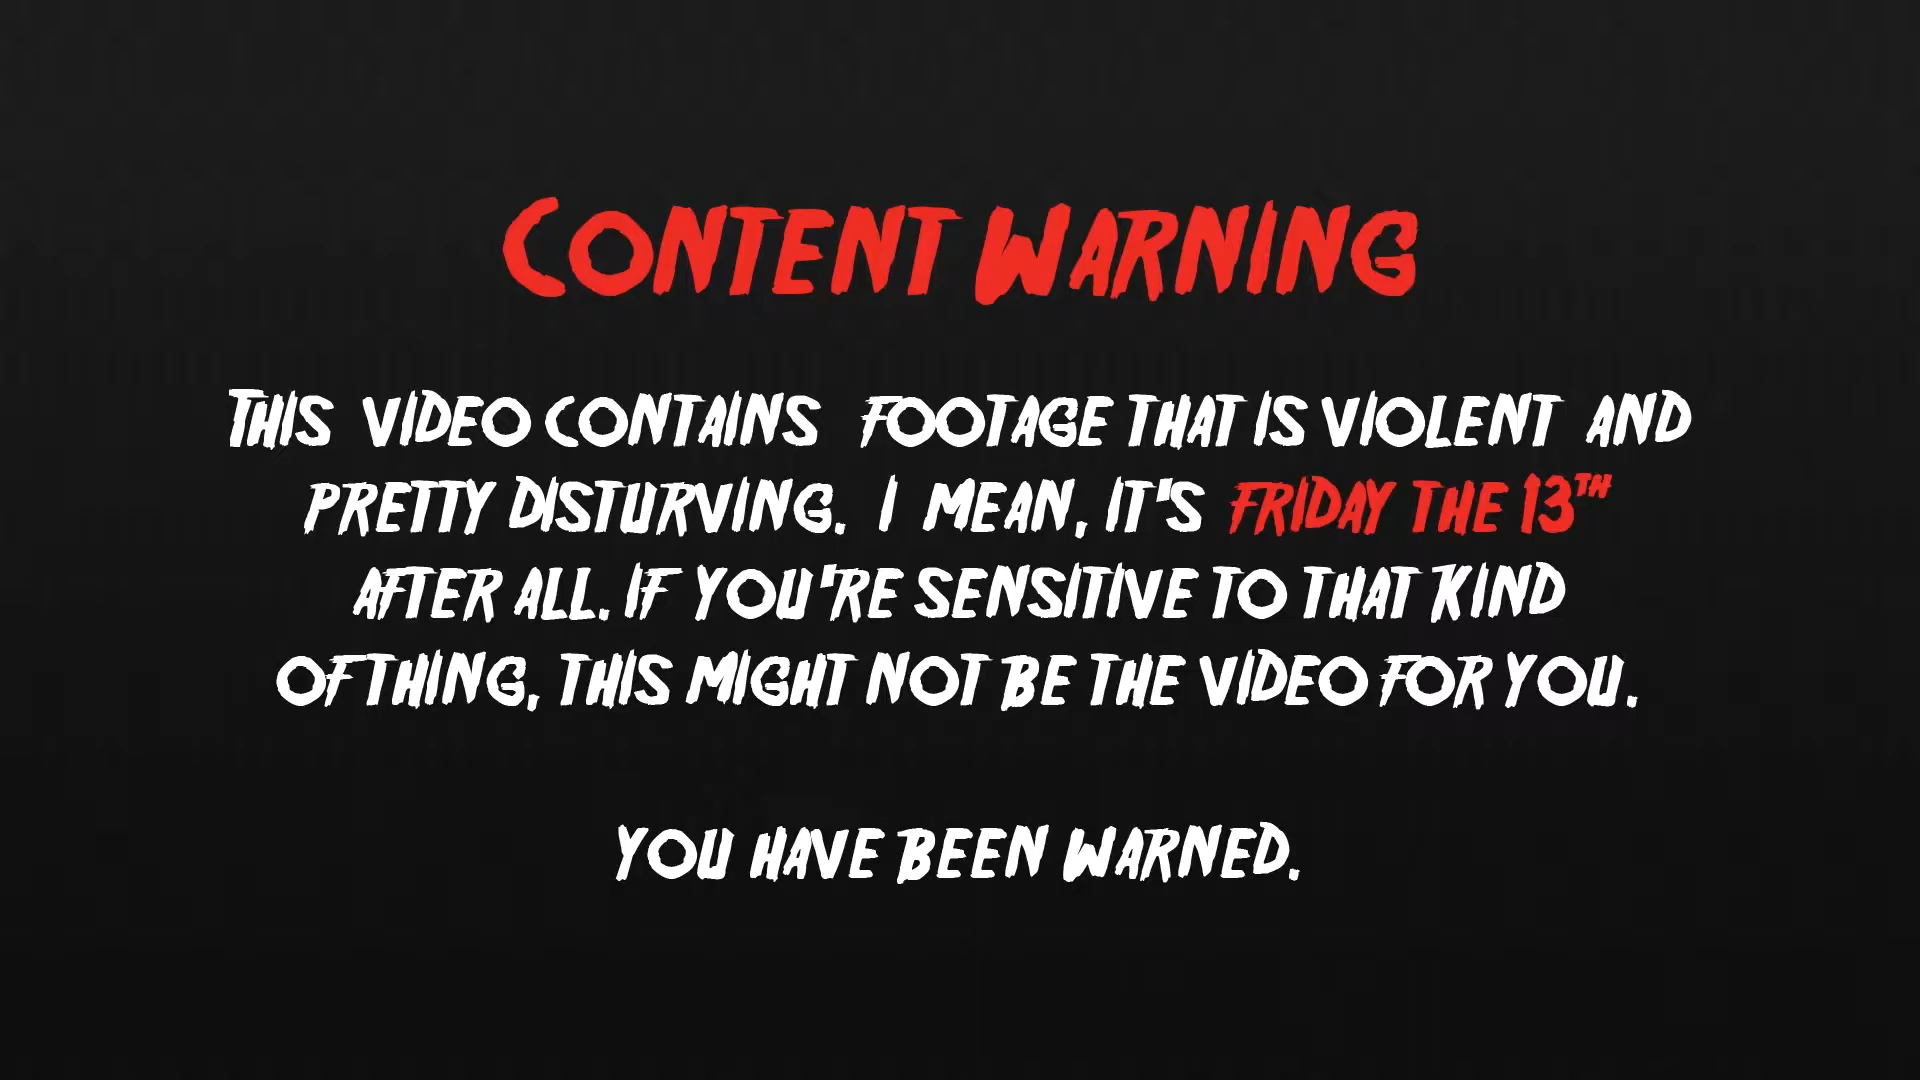 CONTENT WARNING
THIS VIDEO CONTAINS FOOTAGE THAT IS VIOLENT AND
PRETTY DISTURVING. I MEAN, IT'S FRIDAY THE 13TH
AFTER ALL. IF YOU'RE SENSITIVE TO THAT KIND
OF THING, THIS MIGHT NOT BE THE VIDEO FOR YOU.
YOU HAVE BEEN WARNED.